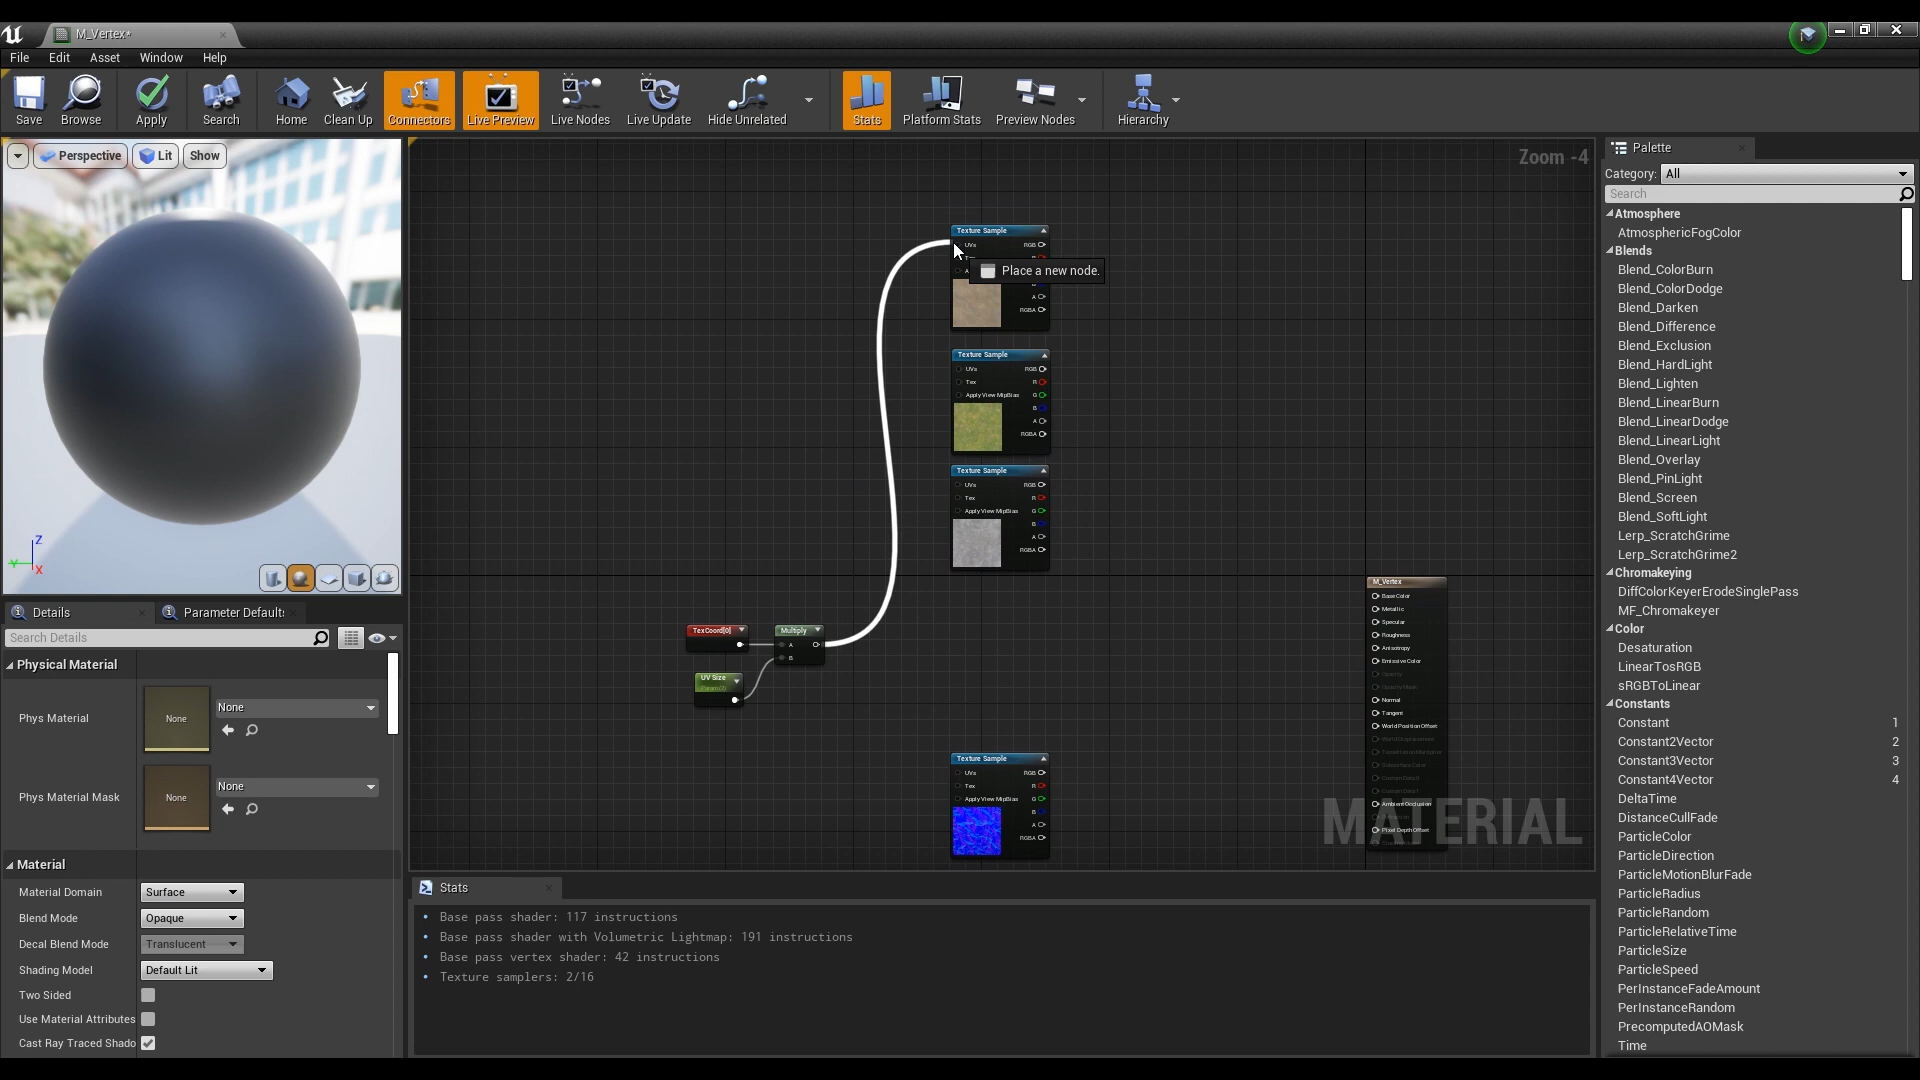 M_Vertex*
File Edit Asset Window Help
Save Browse Apply Search Home Clean Up Connectors Live Preview Live Nodes Live Update Hide Unrelated Stats Platform Stats Preview Nodes Hierarchy
Perspective Lit Show
Z
Y
X
Details Parameter Defaults
Search Details
Physical Material
Phys Material None None
Phys Material Mask None None
Material
Material Domain Surface
Blend Mode Opaque
Decal Blend Mode Translucent
Shading Model Default Lit
Two Sided
Use Material Attributes
Cast Ray Traced Shado
Zoom -4
Texture Sample
UVs RGB
Place a new node.
A
RGBA
Texture Sample
UVs RGB
Tex R
Apply View MipBias G
B
A
RGBA
Texture Sample
UVs RGB
Tex R
Apply View MipBias G
B
A
RGBA
TexCoord[0] Multiply
A
B
UV Size
Texture Sample
UVs RGB
Tex R
Apply View MipBias G
B
A
RGBA
M_Vertex
Base Color
Metallic
Specular
Roughness
Anisotropy
Emissive Color
Normal
Tangent
World Position Offset
Ambient Occlusion
Pixel Depth Offset
MATERIAL
Stats
Base pass shader: 117 instructions
Base pass shader with Volumetric Lightmap: 191 instructions
Base pass vertex shader: 42 instructions
Texture samplers: 2/16
Palette
Category: All
Search
Atmosphere
AtmosphericFogColor
Blends
Blend_ColorBurn
Blend_ColorDodge
Blend_Darken
Blend_Difference
Blend_Exclusion
Blend_HardLight
Blend_Lighten
Blend_LinearBurn
Blend_LinearDodge
Blend_LinearLight
Blend_Overlay
Blend_PinLight
Blend_Screen
Blend_SoftLight
Lerp_ScratchGrime
Lerp_ScratchGrime2
Chromakeying
DiffColorKeyerErodeSinglePass
MF_Chromakeyer
Color
Desaturation
LinearTosRGB
sRGBToLinear
Constants
Constant 1
Constant2Vector 2
Constant3Vector 3
Constant4Vector 4
DeltaTime
DistanceCullFade
ParticleColor
ParticleDirection
ParticleMotionBlurFade
ParticleRadius
ParticleRandom
ParticleRelativeTime
ParticleSize
ParticleSpeed
PerInstanceFadeAmount
PerInstanceRandom
PrecomputedAOMask
Time